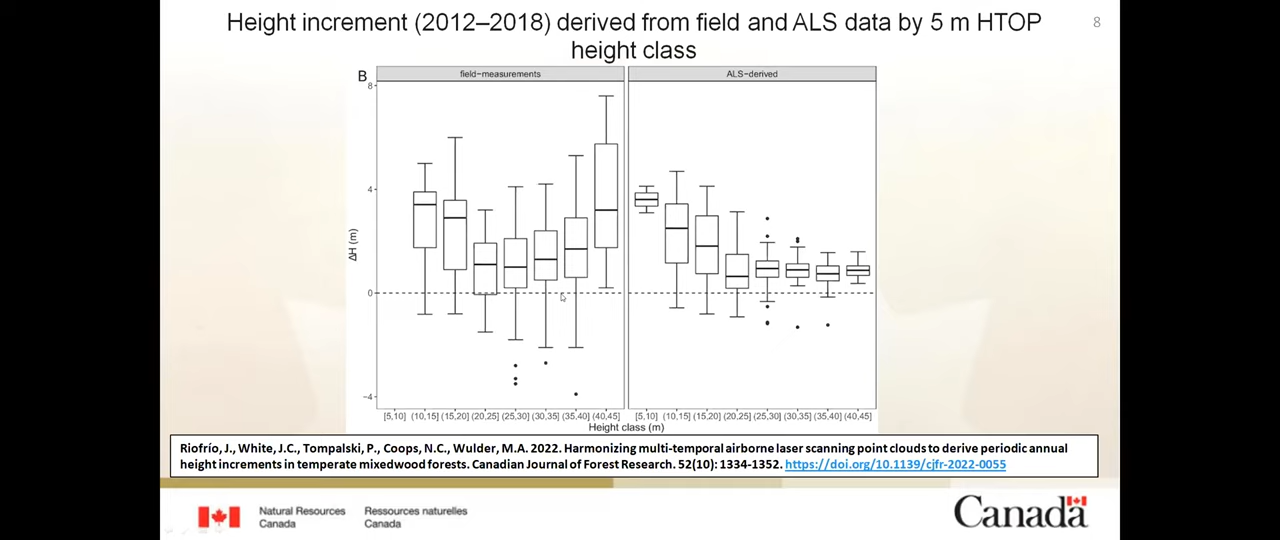 Height increment (2012–2018) derived from field and ALS data by 5 m HTOP
height class
8
B
field−measurements
ALS−derived
8
4
0
−4
ΔH (m)
[5,10] (10,15] (15,20] (20,25] (25,30] (30,35] (35,40] (40,45]
[5,10] (10,15] (15,20] (20,25] (25,30] (30,35] (35,40] (40,45]
Height class (m)
Riofrío, J., White, J.C., Tompalski, P., Coops, N.C., Wulder, M.A. 2022. Harmonizing multi-temporal airborne laser scanning point clouds to derive periodic annual
height increments in temperate mixedwood forests. Canadian Journal of Forest Research. 52(10): 1334-1352. https://doi.org/10.1139/cjfr-2022-0055
Natural Resources
Canada
Ressources naturelles
Canada
Canada